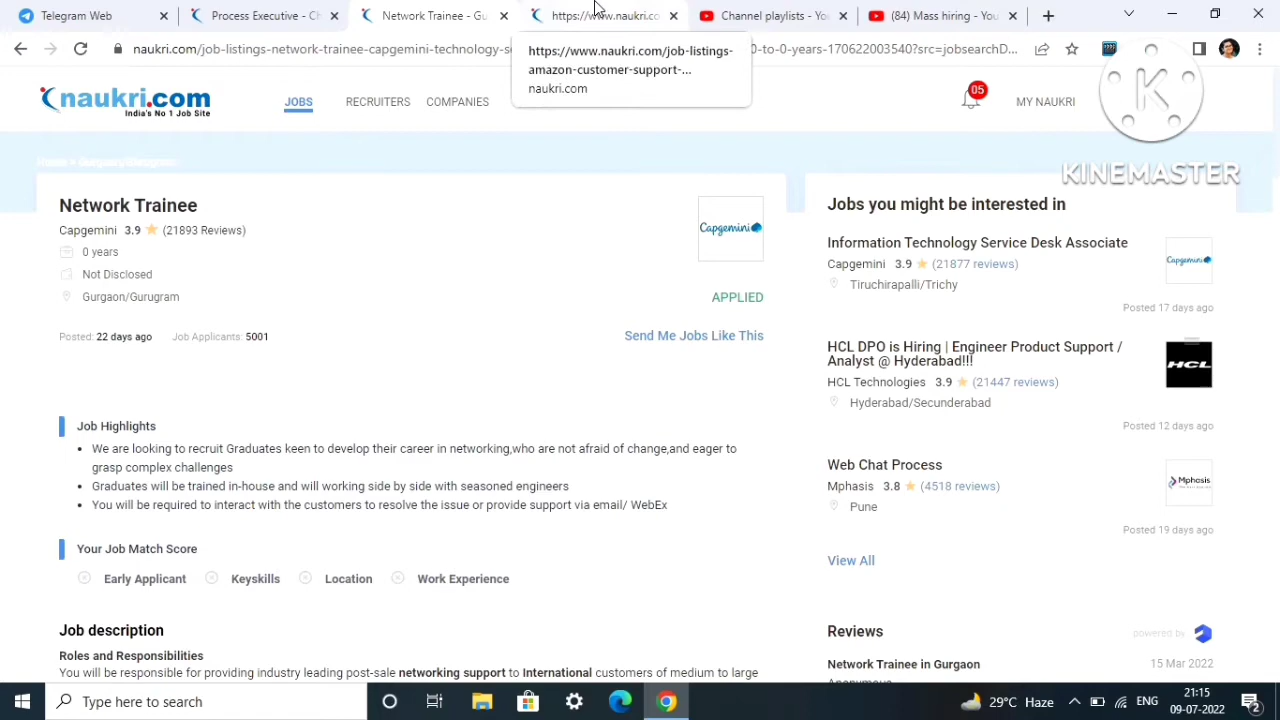 Telegram Web
Process Executive - Ch
Network Trainee - Gu
https://www.naukri.co
Channel playlists - Yo
(84) Mass hiring - You
naukri.com/job-listings-network-trainee-capgemini-technology-s
0-to-0-years-170622003540?src=jobsearchD...
https://www.naukri.com/job-listings-
amazon-customer-support-...
naukri.com
naukri.com
India's No 1 Job Site
JOBS
RECRUITERS
COMPANIES
05
MY NAUKRI
K
KINEMASTER
Home > Gurgaon/Gurugram
Network Trainee
Capgemini 3.9 (21893 Reviews)
0 years
Not Disclosed
Gurgaon/Gurugram
Capgemini
APPLIED
Posted: 22 days ago Job Applicants: 5001
Send Me Jobs Like This
Job Highlights
• We are looking to recruit Graduates keen to develop their career in networking,who are not afraid of change,and eager to
grasp complex challenges
• Graduates will be trained in-house and will working side by side with seasoned engineers
• You will be required to interact with the customers to resolve the issue or provide support via email/ WebEx
Your Job Match Score
Early Applicant Keyskills Location Work Experience
Job description
Roles and Responsibilities
You will be responsible for providing industry leading post-sale networking support to International customers of medium to large
Jobs you might be interested in
Information Technology Service Desk Associate
Capgemini 3.9 (21877 reviews)
Tiruchirapalli/Trichy
Capgemini
Posted 17 days ago
HCL DPO is Hiring | Engineer Product Support /
Analyst @ Hyderabad!!!
HCL Technologies 3.9 (21447 reviews)
Hyderabad/Secunderabad
HCL
Posted 12 days ago
Web Chat Process
Mphasis 3.8 (4518 reviews)
Pune
Mphasis
Posted 19 days ago
View All
Reviews
powered by
Network Trainee in Gurgaon
15 Mar 2022
Anonymous
Type here to search
29°C Haze
ENG
21:15
09-07-2022
2